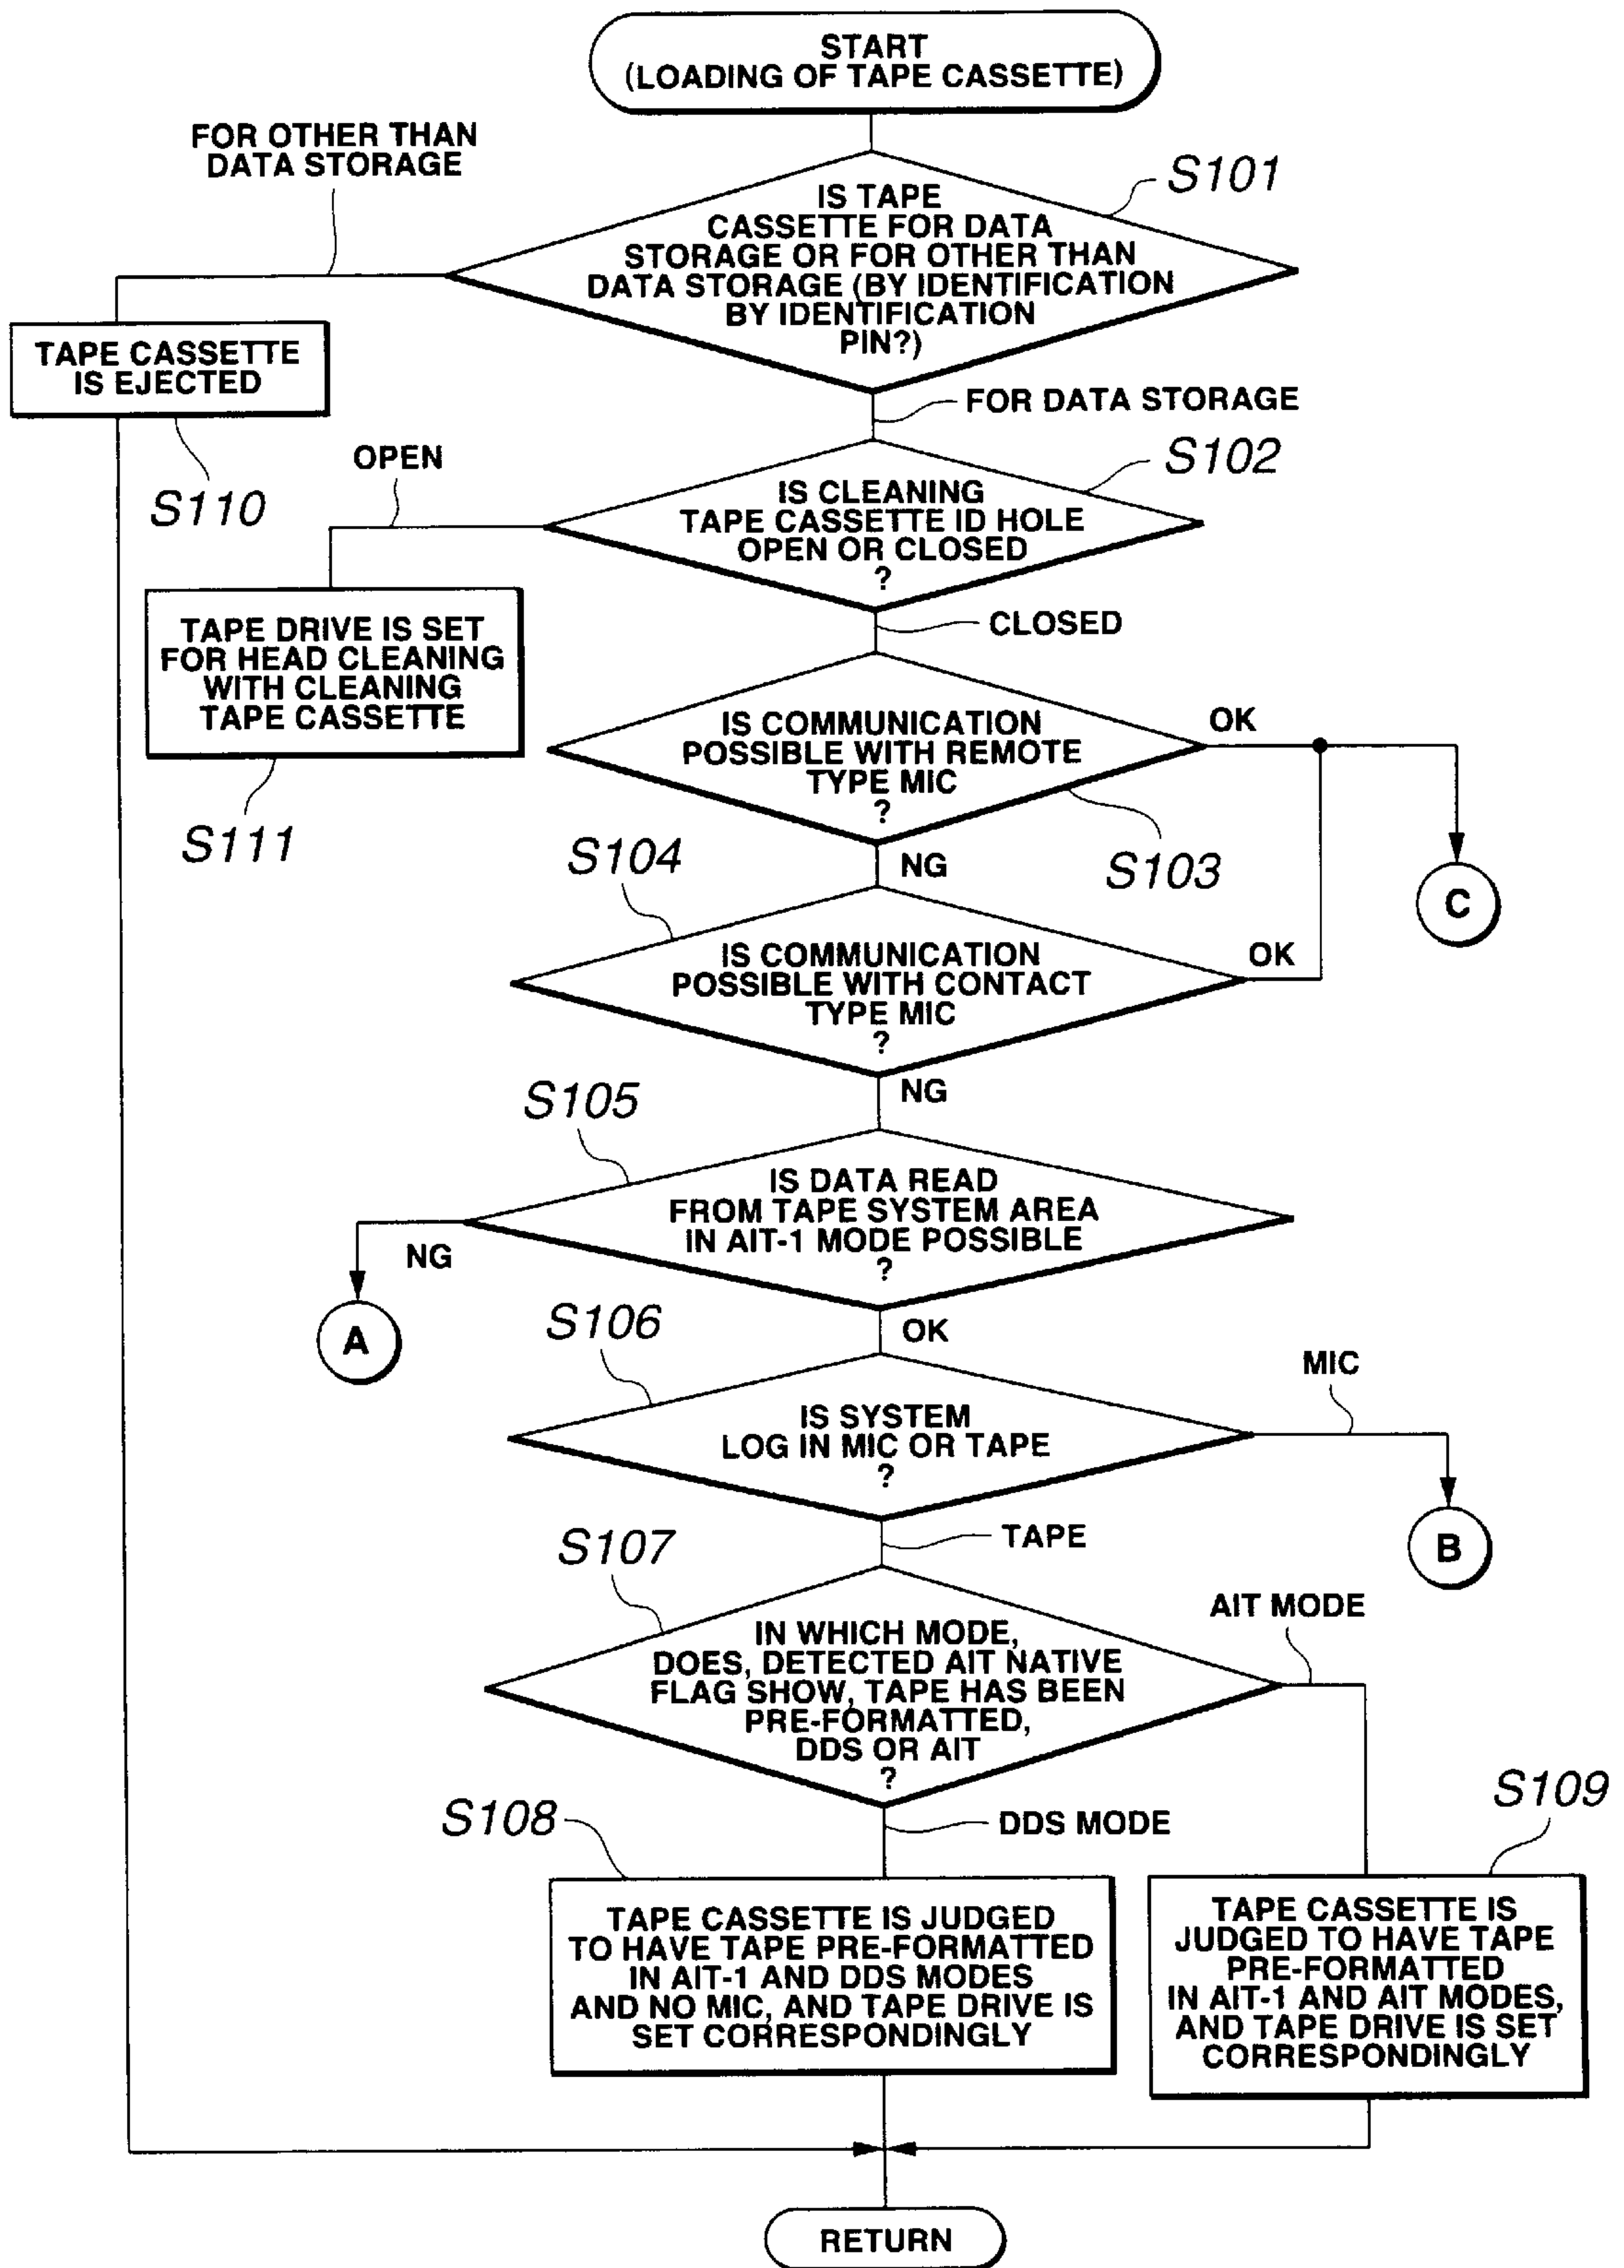 START
(LOADING OF TAPE CASSETTE)
FOR OTHER THAN
DATA STORAGE
S101
IS TAPE
CASSETTE FOR DATA
STORAGE OR FOR OTHER THAN
DATA STORAGE (BY IDENTIFICATION
BY IDENTIFICATION
PIN?)
TAPE CASSETTE
IS EJECTED
S110
FOR DATA STORAGE
OPEN
S102
IS CLEANING
TAPE CASSETTE ID HOLE
OPEN OR CLOSED
?
CLOSED
TAPE DRIVE IS SET
FOR HEAD CLEANING
WITH CLEANING
TAPE CASSETTE
S111
IS COMMUNICATION
POSSIBLE WITH REMOTE
TYPE MIC
?
OK
S103
NG
C
S104
IS COMMUNICATION
POSSIBLE WITH CONTACT
TYPE MIC
?
OK
NG
S105
IS DATA READ
FROM TAPE SYSTEM AREA
IN AIT-1 MODE POSSIBLE
?
NG
A
OK
S106
IS SYSTEM
LOG IN MIC OR TAPE
?
MIC
B
TAPE
S107
IN WHICH MODE,
DOES, DETECTED AIT NATIVE
FLAG SHOW, TAPE HAS BEEN
PRE-FORMATTED,
DDS OR AIT
?
AIT MODE
DDS MODE
S108
TAPE CASSETTE IS JUDGED
TO HAVE TAPE PRE-FORMATTED
IN AIT-1 AND DDS MODES
AND NO MIC, AND TAPE DRIVE IS
SET CORRESPONDINGLY
S109
TAPE CASSETTE IS
JUDGED TO HAVE TAPE
PRE-FORMATTED
IN AIT-1 AND AIT MODES,
AND TAPE DRIVE IS SET
CORRESPONDINGLY
RETURN